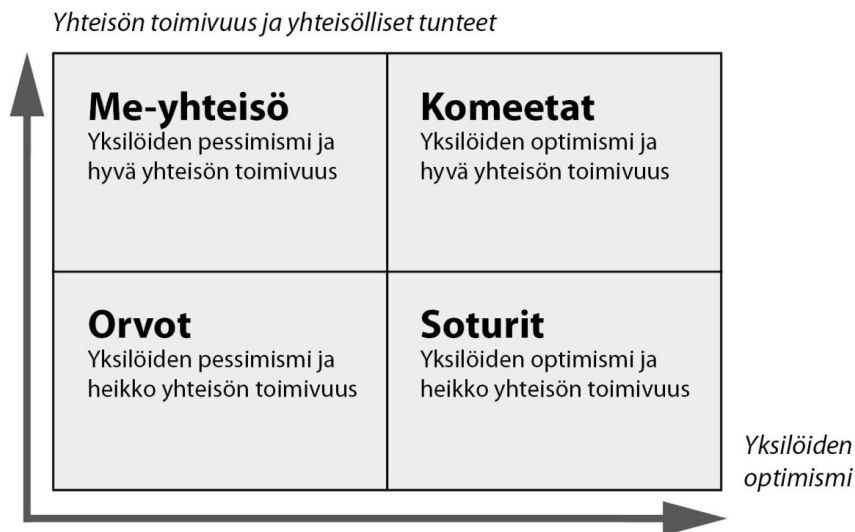 Yhteisön toimivuus ja yhteisölliset tunteet
Me-yhteisö
Yksilöiden pessimismi ja
hyvä yhteisön toimivuus
Komeetat
Yksilöiden optimismi ja
hyvä yhteisön toimivuus
Orvot
Yksilöiden pessimismi ja
heikko yhteisön toimivuus
Soturit
Yksilöiden optimismi ja
heikko yhteisön toimivuus
Yksilöiden
optimismi